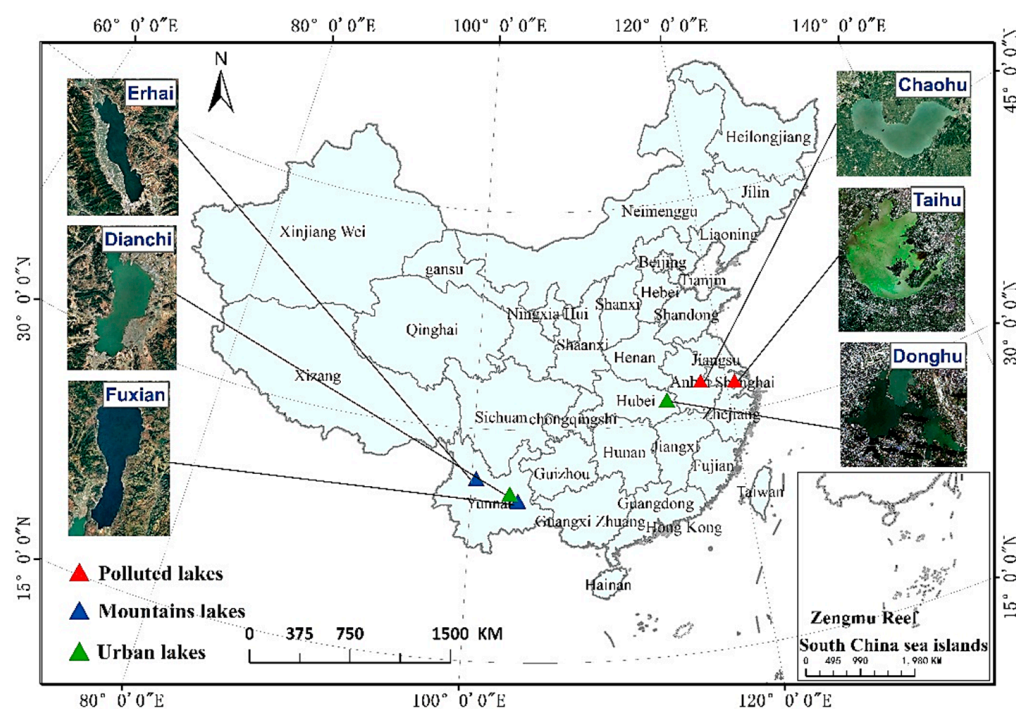 60° 0′0″E
80° 0′0″E
100° 0′0″E
120° 0′0″E
140° 0′0″E
45° 0′0″N
30° 0′0″N
15° 0′0″N
30° 0′0″N
15° 0′0″N
80° 0′0″E
100° 0′0″E
120° 0′0″E
N
Erhai
Dianchi
Fuxian
Chaohu
Taihu
Donghu
Heilongjiang
Jilin
Neimenggu
Liaoning
Xinjiang Wei
gansu
Beijing
Tianjm
Hebei
Shanxi
Shandong
Ningxia Hui
Qinghai
Shaanxi
Henan
Jiangsu
Xizang
Shanghai
Hubei
Zhejiang
Sichuan
chongqingshi
Hunan
Jiangxi
Guizhou
Fujian
Yunnan
Guangdong
Taiwan
Guangxi Zhuang
Hong Kong
Hainan
Polluted lakes
Mountains lakes
Urban lakes
0 375 750 1500 KM
Zengmu Reef
South China sea islands
0 495 990 1,980 KM